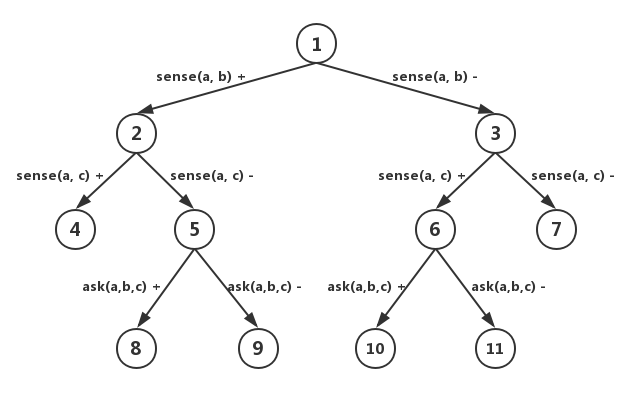 1
sense(a, b) +
sense(a, b) -
2
3
sense(a, c) +
sense(a, c) -
sense(a, c) +
sense(a, c) -
4
5
6
7
ask(a,b,c) +
ask(a,b,c) -
ask(a,b,c) +
ask(a,b,c) -
8
9
10
11